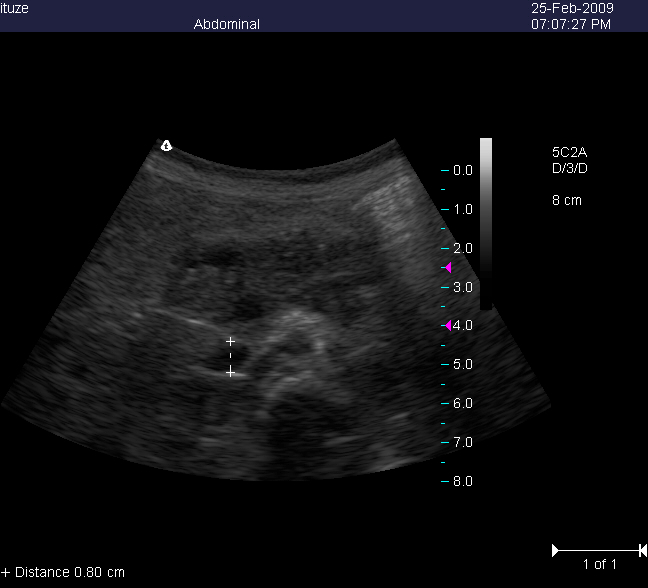 ituze
25-Feb-2009
Abdominal
07:07:27 PM
5C2A
D/3/D
8 cm
0.0
1.0
2.0
3.0
4.0
5.0
6.0
7.0
8.0
1 of 1
+ Distance 0.80 cm